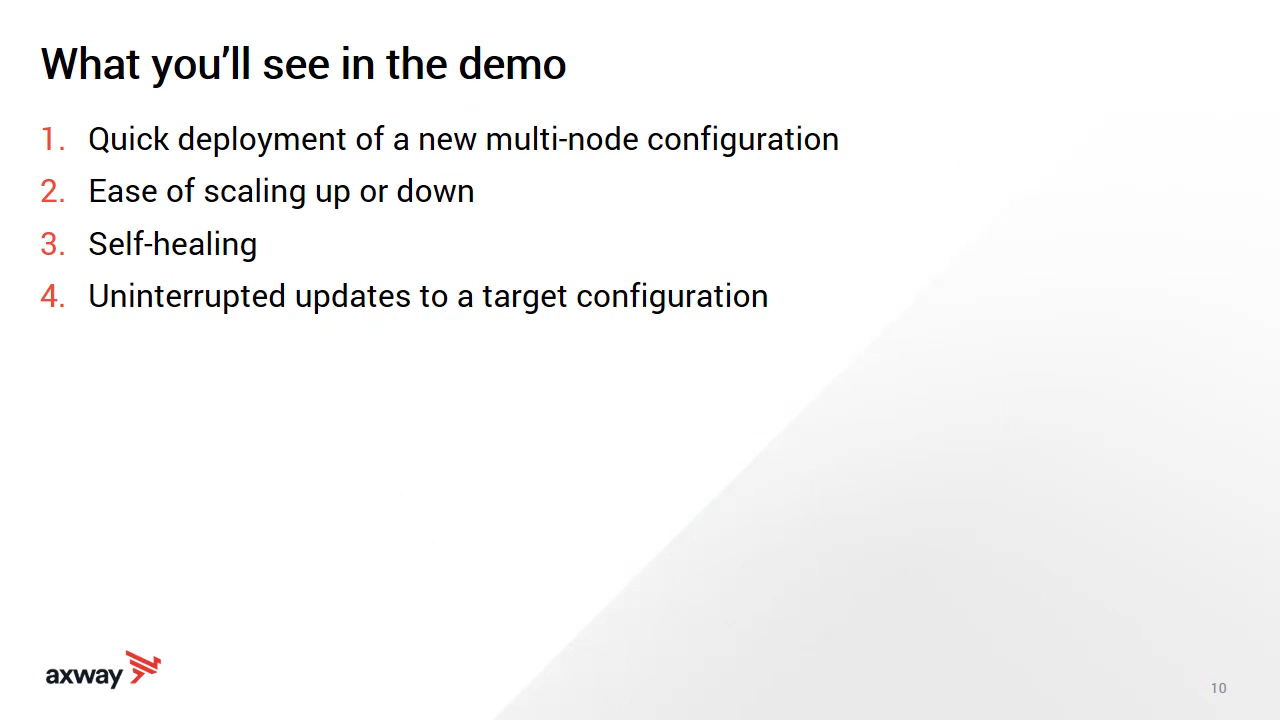 What you’ll see in the demo
1. Quick deployment of a new multi-node configuration
2. Ease of scaling up or down
3. Self-healing
4. Uninterrupted updates to a target configuration
axway
10